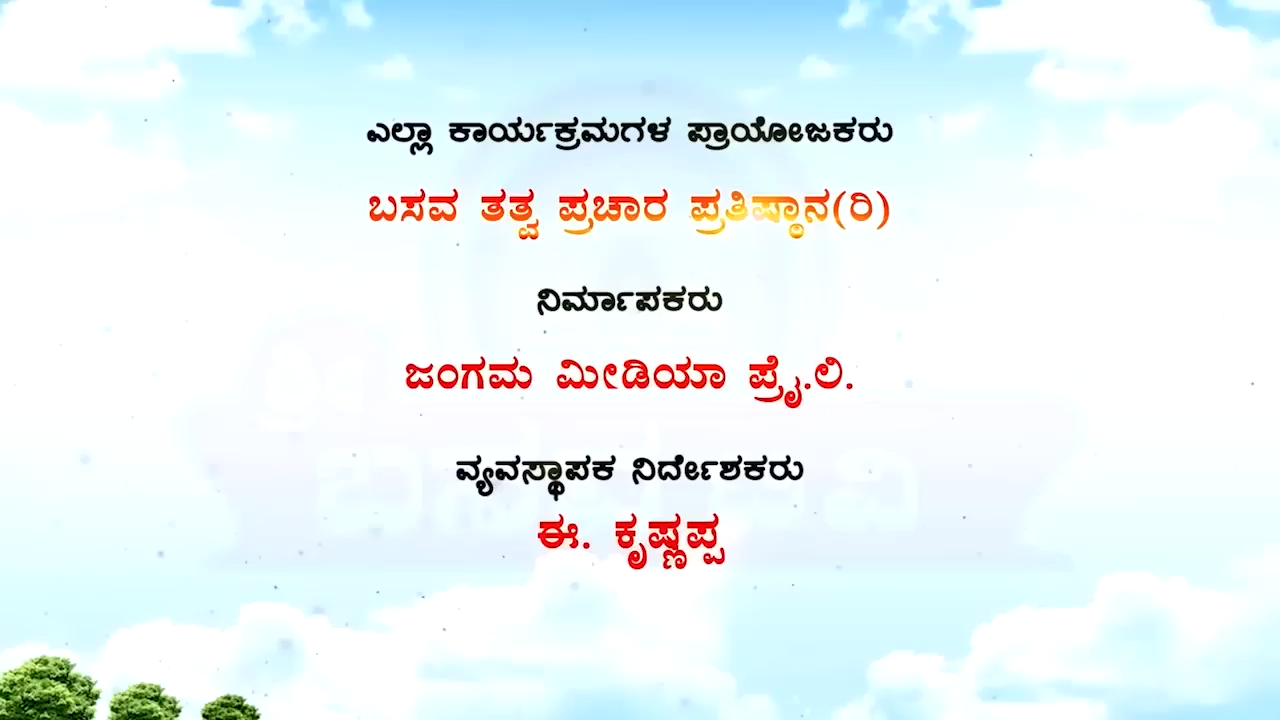 ಎಲ್ಲಾ ಕಾರ್ಯಕ್ರಮಗಳ ಪ್ರಾಯೋಜಕರು
ಬಸವ ತತ್ವ ಪ್ರಚಾರ ಪ್ರತಿಷ್ಠಾನ(ರಿ)
ನಿರ್ಮಾಪಕರು
ಜಂಗಮ ಮೀಡಿಯಾ ಪ್ರೈ.ಲಿ.
ವ್ಯವಸ್ಥಾಪಕ ನಿರ್ದೇಶಕರು
ಈ. ಕೃಷ್ಣಪ್ಪ